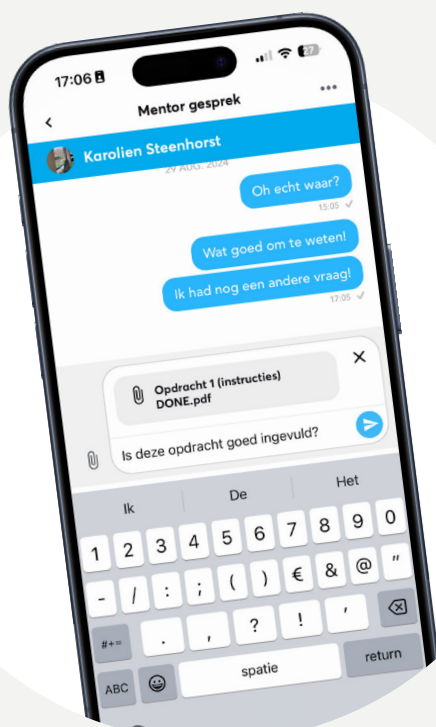 17:06
27
Mentor gesprek
Karolien Steenhorst
29 AUG. 2024
Oh echt waar?
15:05
Wat goed om te weten!
Ik had nog een andere vraag!
17:05
Opdracht 1 (instructies)
DONE.pdf
Is deze opdracht goed ingevuld?
Ik De Het
1 2 3 4 5 6 7 8 9 0
- / : ; ( ) € & @ "
#+= . , ? ! '
ABC spatie return